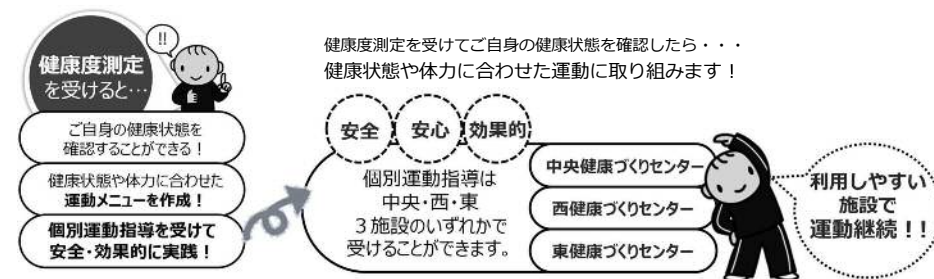 健康度測定
を受けると…
!!
ご自身の健康状態を
確認することができる！
健康状態や体力に合わせた
運動メニューを作成！
個別運動指導を受けて
安全・効果的に実践！
健康度測定を受けてご自身の健康状態を確認したら・・・
健康状態や体力に合わせた運動に取り組みます！
安全
安心
効果的
個別運動指導は
中央・西・東
３施設のいずれかで
受けることができます。
中央健康づくりセンター
西健康づくりセンター
東健康づくりセンター
利用しやすい
施設で
運動継続！！